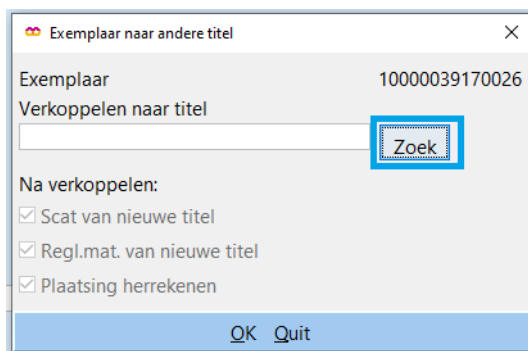 Exemplaar naar andere titel
Exemplaar 10000039170026
Verkoppelen naar titel
Zoek
Na verkoppelen:
Scat van nieuwe titel
Regl.mat. van nieuwe titel
Plaatsing herrekenen
OK Quit